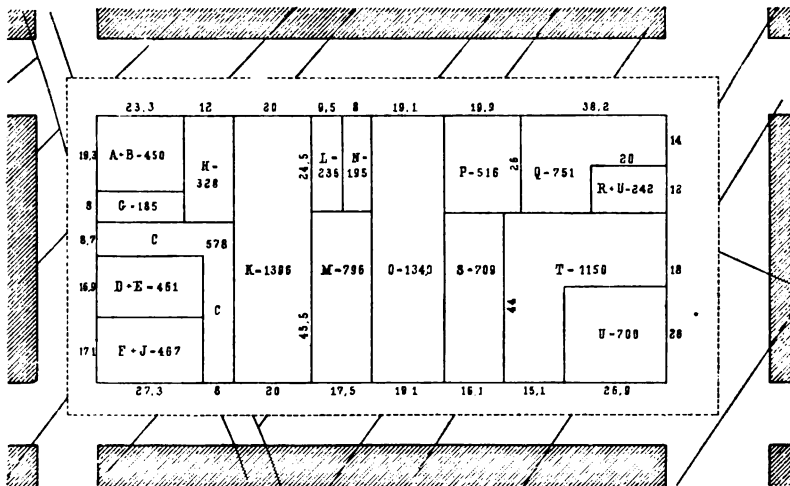 23.3 12 20 9,5 8 19.1 19,9 38,2
19,3 A+B-450 H-
328 24,5 L-
236 N-
195 P-516 26 Q-751 20 14
R+U-242 12
8 G-185
8,7 C 578
K-1396 M-796 O-1340 S-709 T-1150 18
16,9 D+E-461
C 45,5 44
17,1 F+J-467 U-700 26
27.3 8 20 17,5 19,1 16,1 15,1 26,9